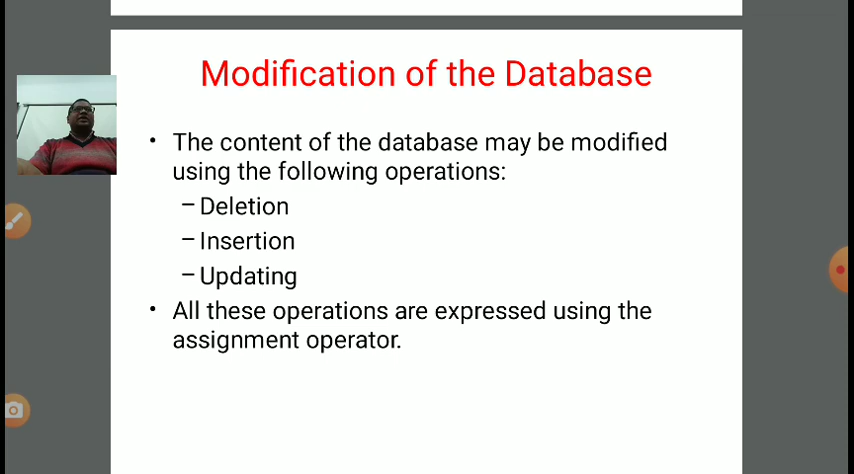 Modification of the Database
• The content of the database may be modified
using the following operations:
– Deletion
– Insertion
– Updating
• All these operations are expressed using the
assignment operator.